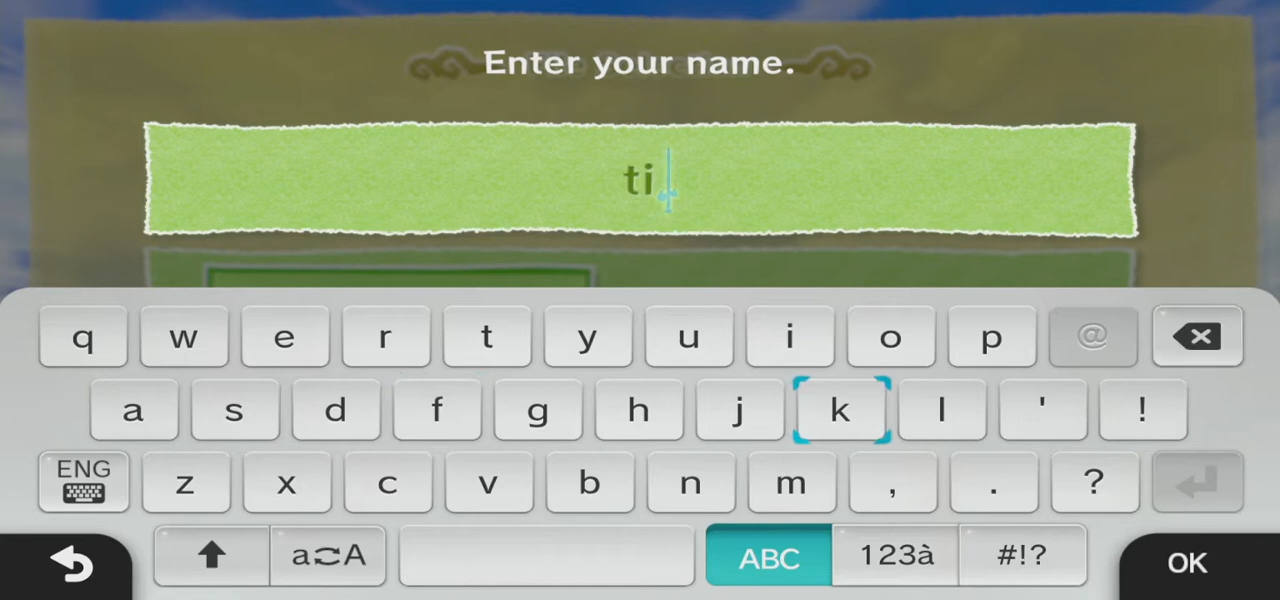 Enter your name.
ti
q w e r t y u i o p @
a s d f g h j k l ' !
ENG z x c v b n m , . ?
a A ABC 123à #!?
OK